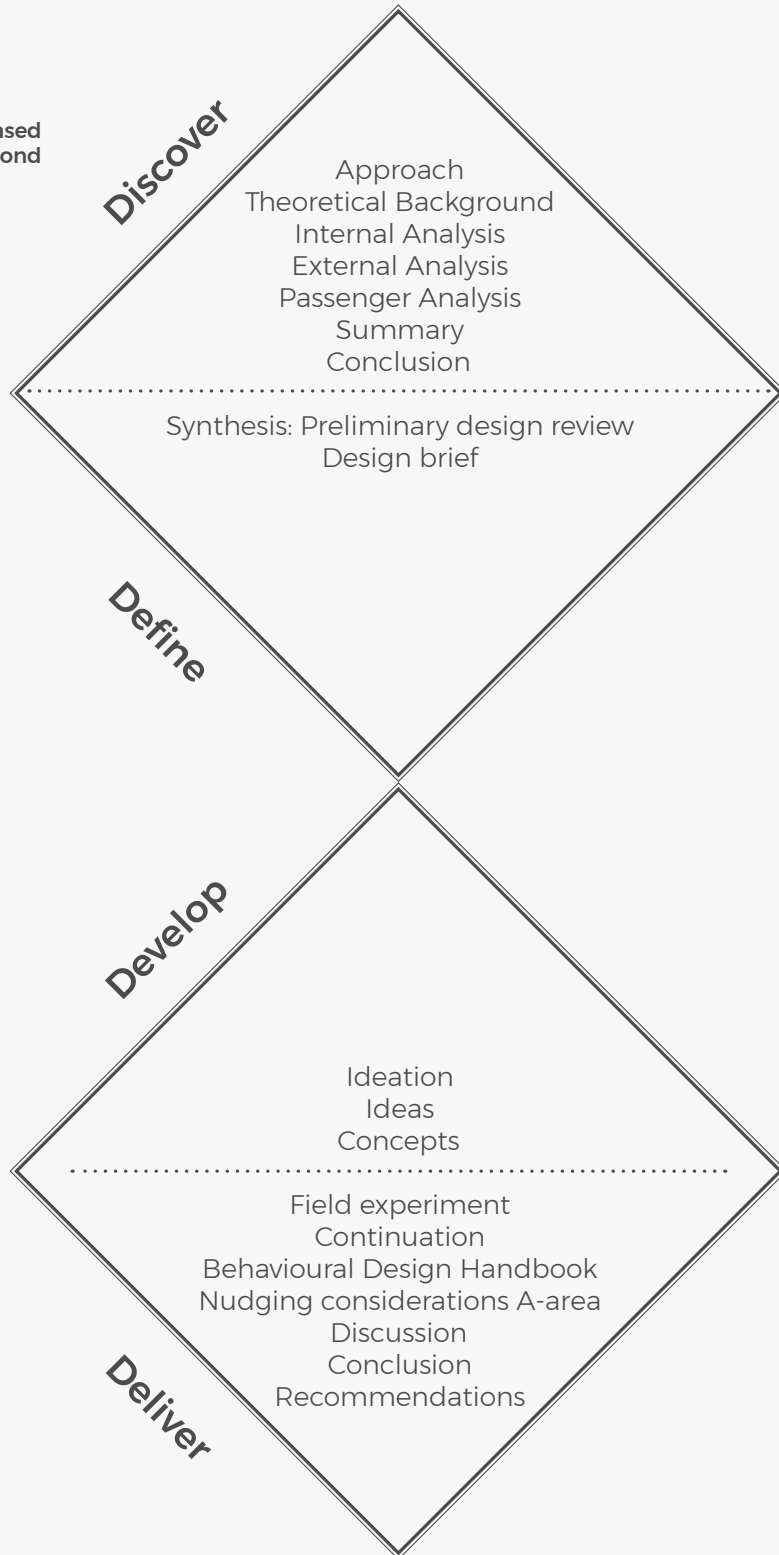 Discover
Approach
Theoretical Background
Internal Analysis
External Analysis
Passenger Analysis
Summary
Conclusion
Synthesis: Preliminary design review
Design brief
Define
Develop
Ideation
Ideas
Concepts
Field experiment
Continuation
Behavioural Design Handbook
Nudging considerations A-area
Discussion
Conclusion
Recommendations
Deliver